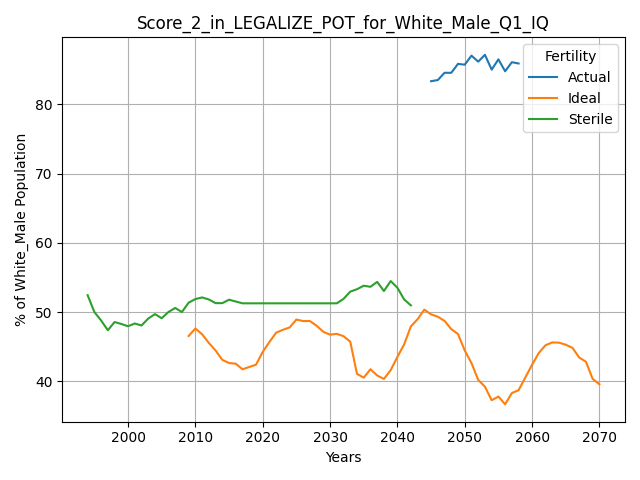 Score_2_in_LEGALIZE_POT_for_White_Male_Q1_IQ
% of White_Male Population
80
70
60
50
40
Fertility
Actual
Ideal
Sterile
2000 2010 2020 2030 2040 2050 2060 2070
Years